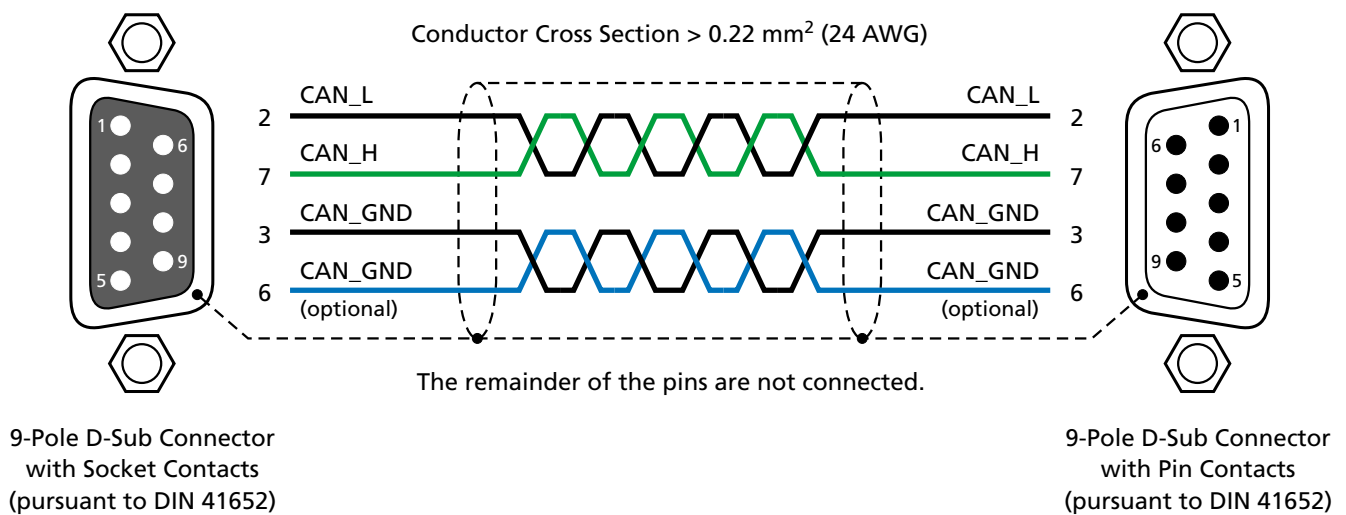 Conductor Cross Section > 0.22 mm² (24 AWG)
CAN_L CAN_L
2 2
1 6 6 1
CAN_H CAN_H
7 7
CAN_GND CAN_GND
3 3
CAN_GND CAN_GND
5 9 9 5
6 6
(optional) (optional)
The remainder of the pins are not connected.
9-Pole D-Sub Connector
with Socket Contacts
(pursuant to DIN 41652)
9-Pole D-Sub Connector
with Pin Contacts
(pursuant to DIN 41652)